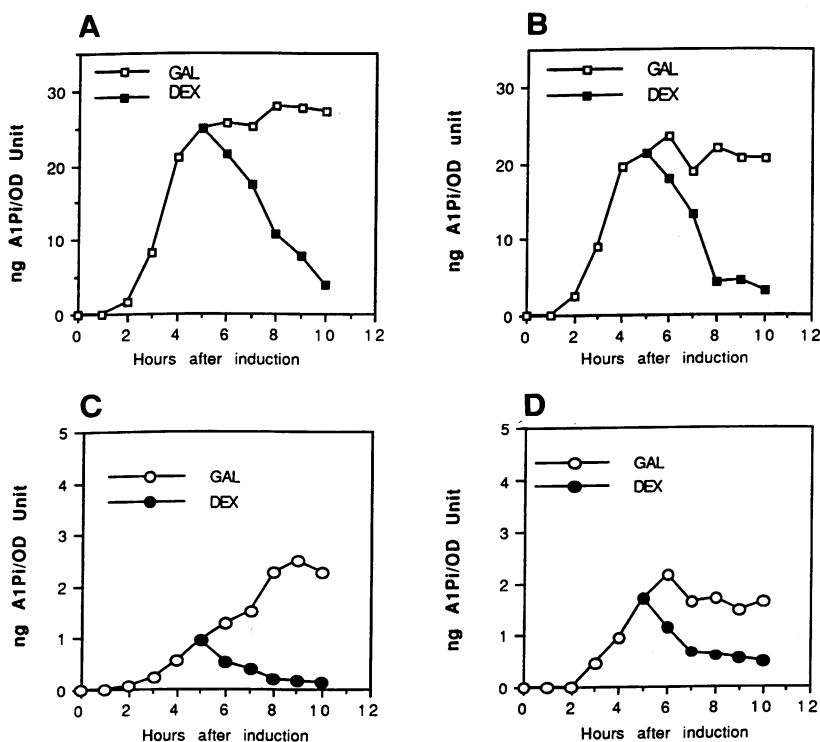 A
ng A1Pi/OD Unit
GAL
DEX
30
20
10
0
0 2 4 6 8 10 12
Hours after induction
B
ng A1Pi/OD unit
GAL
DEX
30
20
10
0
0 2 4 6 8 10 12
Hours after induction
C
ng A1Pi/OD Unit
GAL
DEX
5
4
3
2
1
0
0 2 4 6 8 10 12
Hours after induction
D
ng A1Pi/OD Unit
GAL
DEX
5
4
3
2
1
0
0 2 4 6 8 10 12
Hours after induction